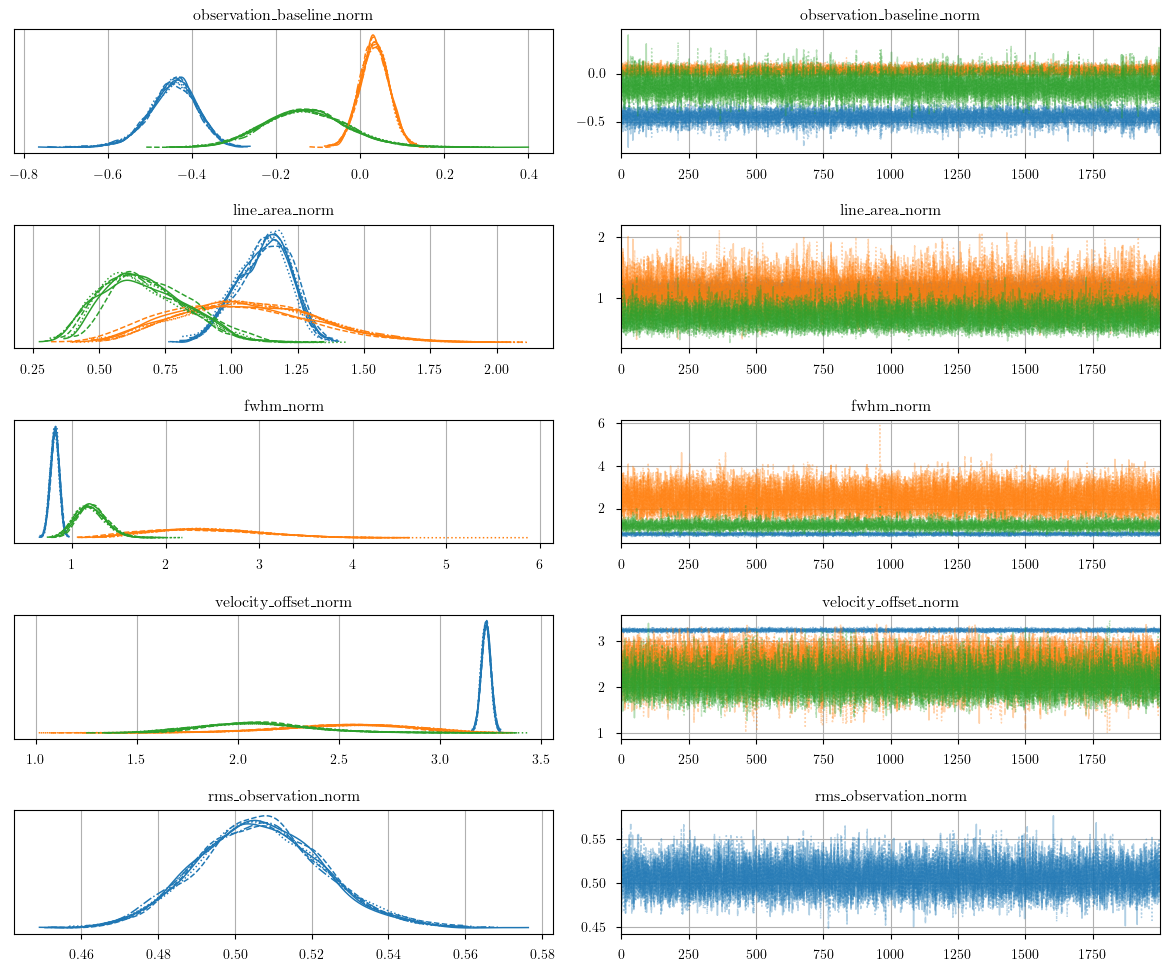 observation_baseline_norm
−0.8 −0.6 −0.4 −0.2 0.0 0.2 0.4
observation_baseline_norm
0.0
−0.5
0 250 500 750 1000 1250 1500 1750
line_area_norm
0.25 0.50 0.75 1.00 1.25 1.50 1.75 2.00
line_area_norm
2
1
0 250 500 750 1000 1250 1500 1750
fwhm_norm
1 2 3 4 5 6
fwhm_norm
6
4
2
0 250 500 750 1000 1250 1500 1750
velocity_offset_norm
1.0 1.5 2.0 2.5 3.0 3.5
velocity_offset_norm
3
2
1
0 250 500 750 1000 1250 1500 1750
rms_observation_norm
0.46 0.48 0.50 0.52 0.54 0.56 0.58
rms_observation_norm
0.55
0.50
0.45
0 250 500 750 1000 1250 1500 1750